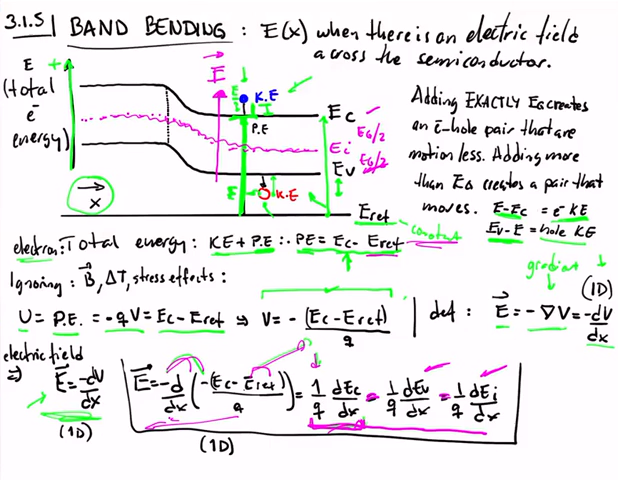 3.1.5 BAND BENDING : E(x) when there is an electric field
across the semiconductor.
E
(total
e⁻
energy)
+
E
K.E
P.E
Ec
Ei
Ev
EG/2
EG/2
E
K.E
x
Eref
constant
Adding EXACTLY EG creates
an e⁻-hole pair that are
motion less. Adding more
than EG creates a pair that
moves. E-Ec = e⁻ KE
Ev-E = hole KE
electron: Total energy: KE + P.E ∴ PE = Ec - Eref
gradient
Ignoring: B, ΔT, stress effects:
(1D)
U = P.E. = -qV = Ec - Eref ⇒ V = -(Ec - Eref)/q | def: E = -∇V = -dV/dx
electric field
⇒ E = -dV/dx
(1D)
E = -d/dx (-(Ec - Eref)/q) = 1/q dEc/dx = 1/q dEv/dx = 1/q dEi/dx
0
(1D)